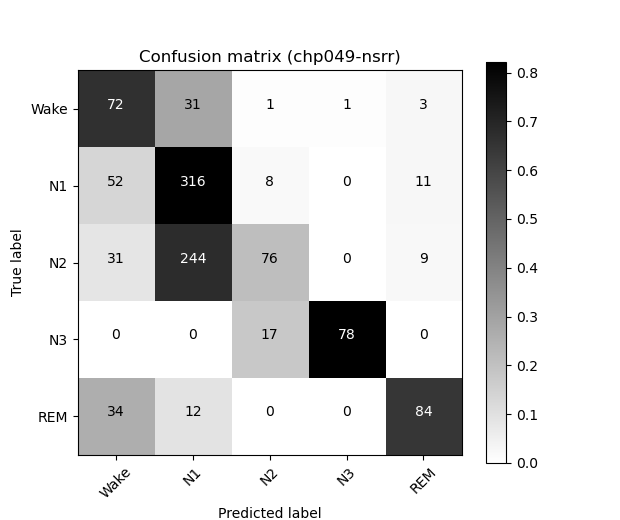 Confusion matrix (chp049-nsrr)
True label
Wake 72 31 1 1 3
N1 52 316 8 0 11
N2 31 244 76 0 9
N3 0 0 17 78 0
REM 34 12 0 0 84
Wake N1 N2 N3 REM
Predicted label
0.8
0.7
0.6
0.5
0.4
0.3
0.2
0.1
0.0